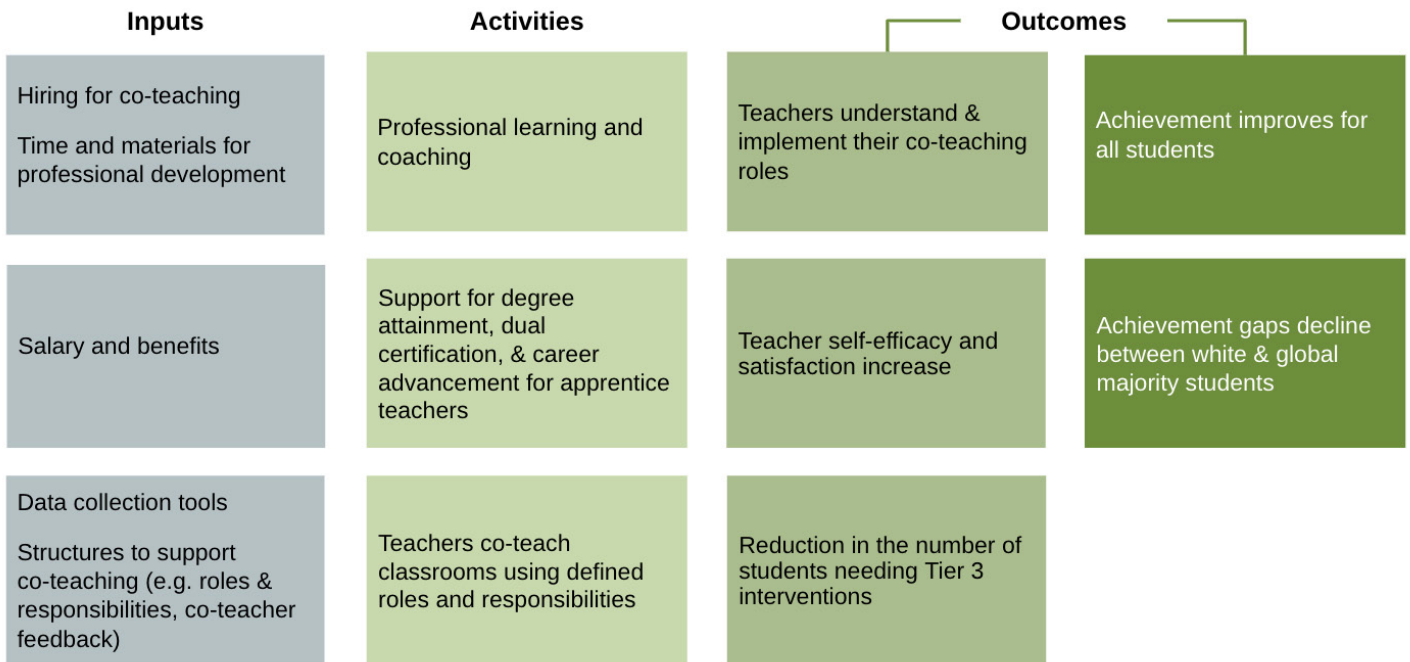 Inputs
Activities
Outcomes
Hiring for co-teaching
Time and materials for
professional development
Professional learning and
coaching
Teachers understand &
implement their co-teaching
roles
Achievement improves for
all students
Salary and benefits
Support for degree
attainment, dual
certification, & career
advancement for apprentice
teachers
Teacher self-efficacy and
satisfaction increase
Achievement gaps decline
between white & global
majority students
Data collection tools
Structures to support
co-teaching (e.g. roles &
responsibilities, co-teacher
feedback)
Teachers co-teach
classrooms using defined
roles and responsibilities
Reduction in the number of
students needing Tier 3
interventions